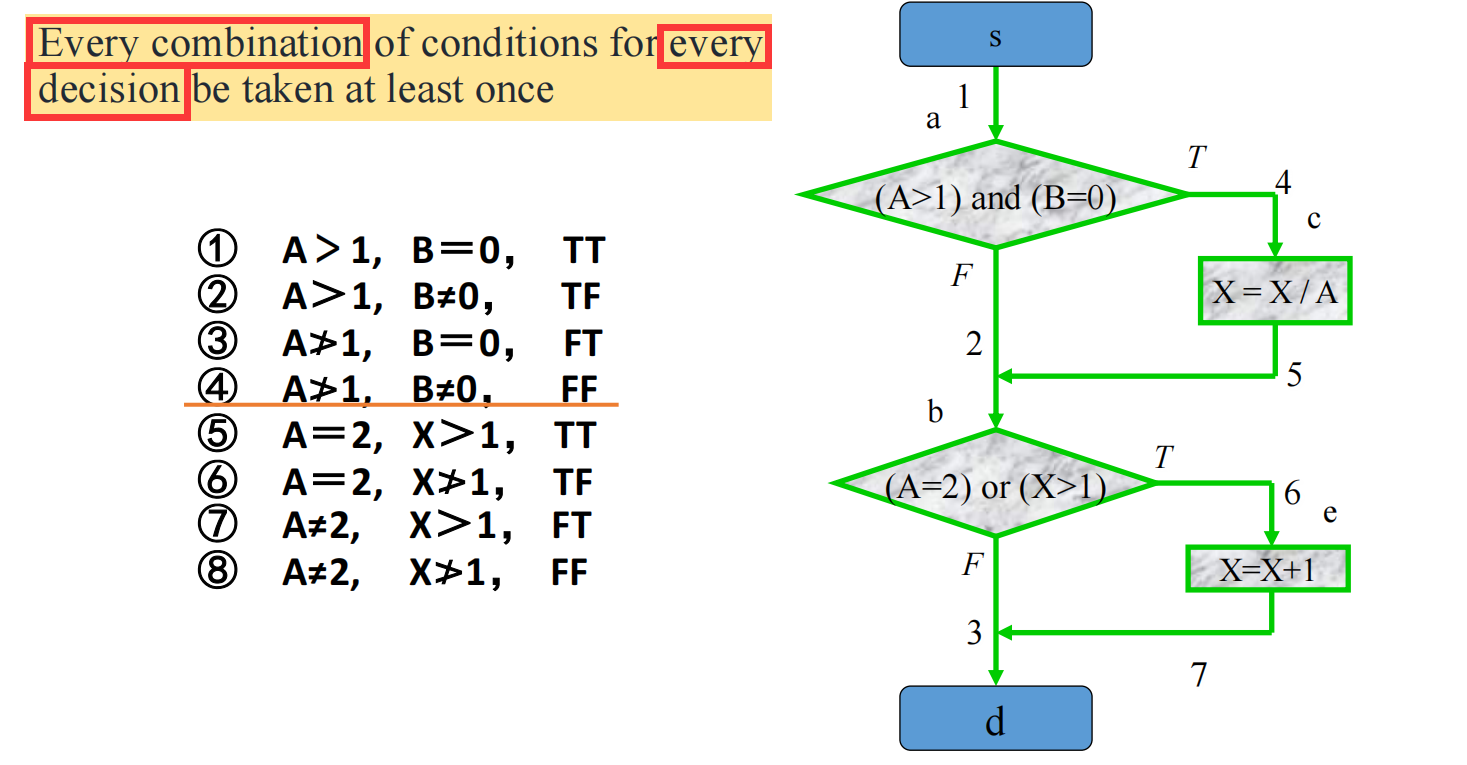 Every combination of conditions for every
decision be taken at least once
① A＞1, B＝0, TT
② A＞1, B≠0, TF
③ A≯1, B＝0, FT
④ A≯1, B≠0, FF
⑤ A＝2, X＞1, TT
⑥ A＝2, X≯1, TF
⑦ A≠2, X＞1, FT
⑧ A≠2, X≯1, FF
s
1
a
(A>1) and (B=0)
T
4
c
F
X = X / A
2
5
b
(A=2) or (X>1)
T
6
e
F
X=X+1
3
7
d